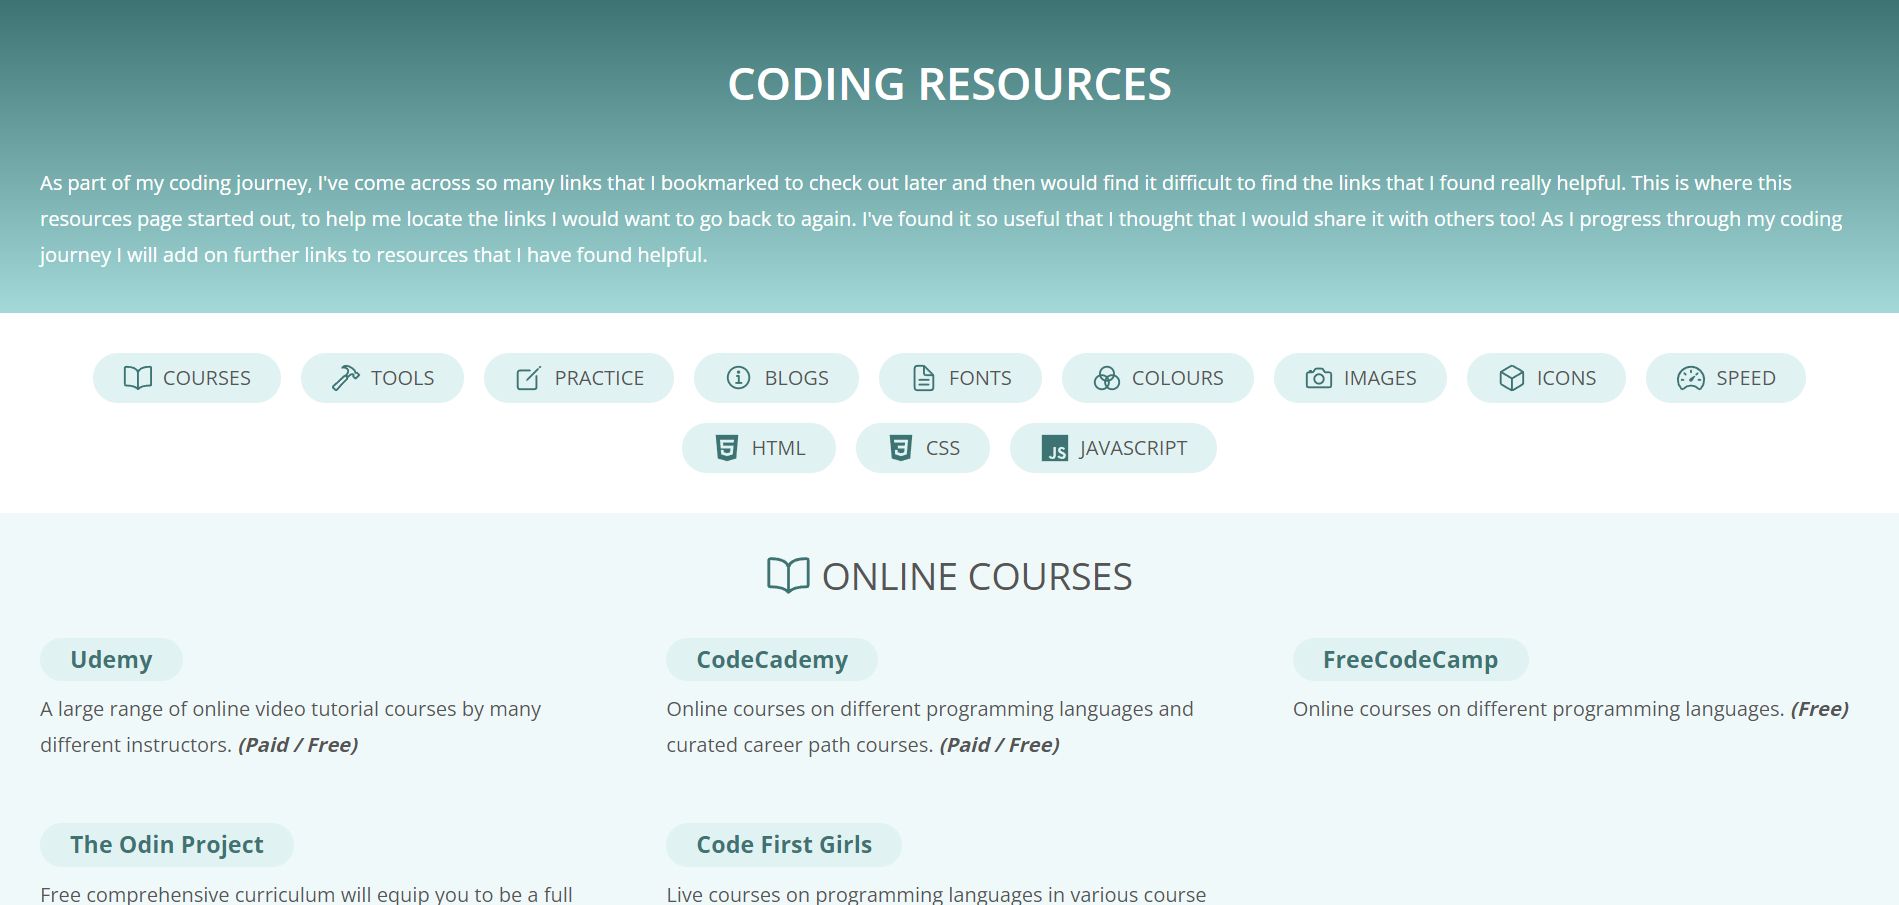 CODING RESOURCES
As part of my coding journey, I've come across so many links that I bookmarked to check out later and then would find it difficult to find the links that I found really helpful. This is where this
resources page started out, to help me locate the links I would want to go back to again. I've found it so useful that I thought that I would share it with others too! As I progress through my coding
journey I will add on further links to resources that I have found helpful.
COURSES TOOLS PRACTICE BLOGS FONTS COLOURS IMAGES ICONS SPEED
HTML CSS JAVASCRIPT
ONLINE COURSES
Udemy
A large range of online video tutorial courses by many
different instructors. (Paid / Free)
CodeCademy
Online courses on different programming languages and
curated career path courses. (Paid / Free)
FreeCodeCamp
Online courses on different programming languages. (Free)
The Odin Project
Free comprehensive curriculum will equip you to be a full
Code First Girls
Live courses on programming languages in various course